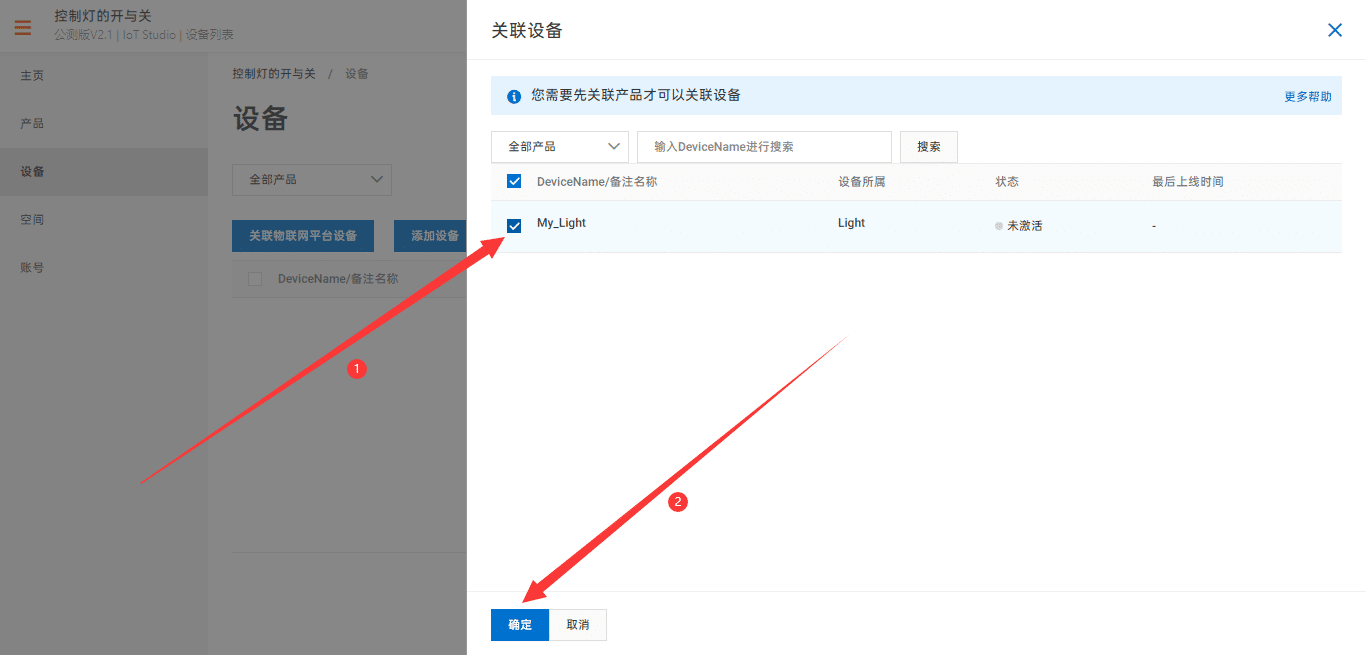 控制灯的开与关
公测版V2.1 | IoT Studio | 设备列表
主页
产品
设备
空间
账号
控制灯的开与关 / 设备
设备
全部产品
关联物联网平台设备 添加设备
DeviceName/备注名称
1
关联设备
您需要先关联产品才可以关联设备 更多帮助
全部产品 输入DeviceName进行搜索 搜索
DeviceName/备注名称 设备所属 状态 最后上线时间
My_Light Light 未激活 -
2
确定 取消